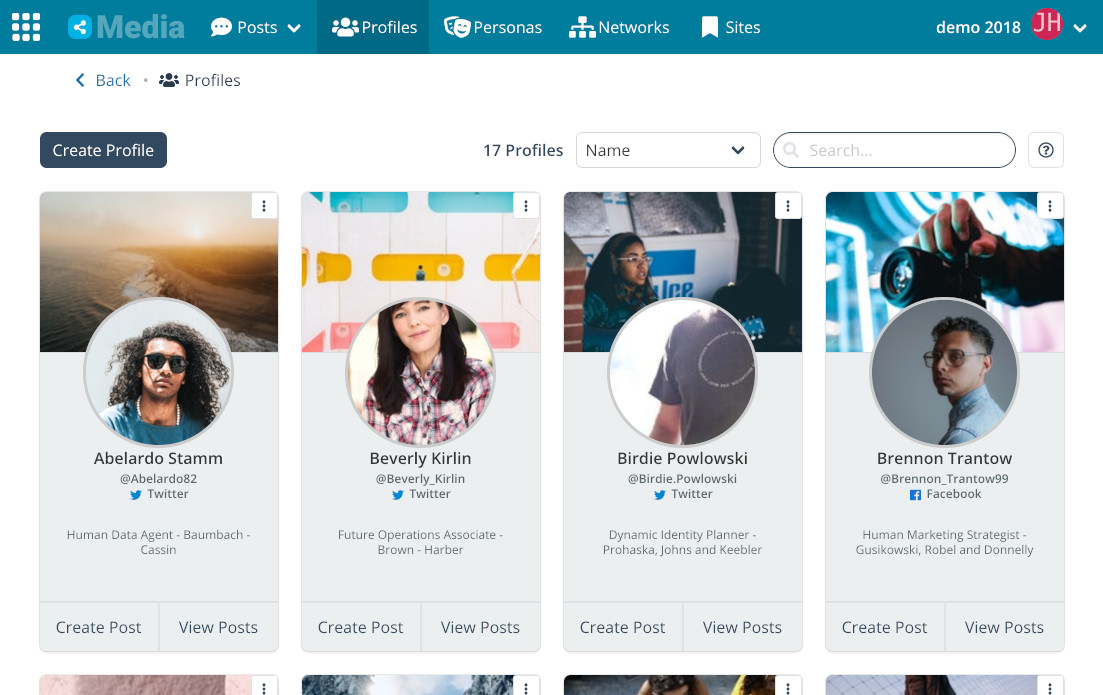 Media
Posts
Profiles
Personas
Networks
Sites
demo 2018
JH
Back • Profiles
Create Profile
17 Profiles
Name
Search...
Ice
Abelardo Stamm
@Abelardo82
Twitter
Human Data Agent - Baumbach -
Cassin
Create Post
View Posts
Beverly Kirlin
@Beverly_Kirlin
Twitter
Future Operations Associate -
Brown - Harber
Create Post
View Posts
Birdie Powlowski
@Birdie.Powlowski
Twitter
Dynamic Identity Planner -
Prohaska, Johns and Keebler
Create Post
View Posts
Brennon Trantow
@Brennon_Trantow99
Facebook
Human Marketing Strategist -
Gusikowski, Robel and Donnelly
Create Post
View Posts